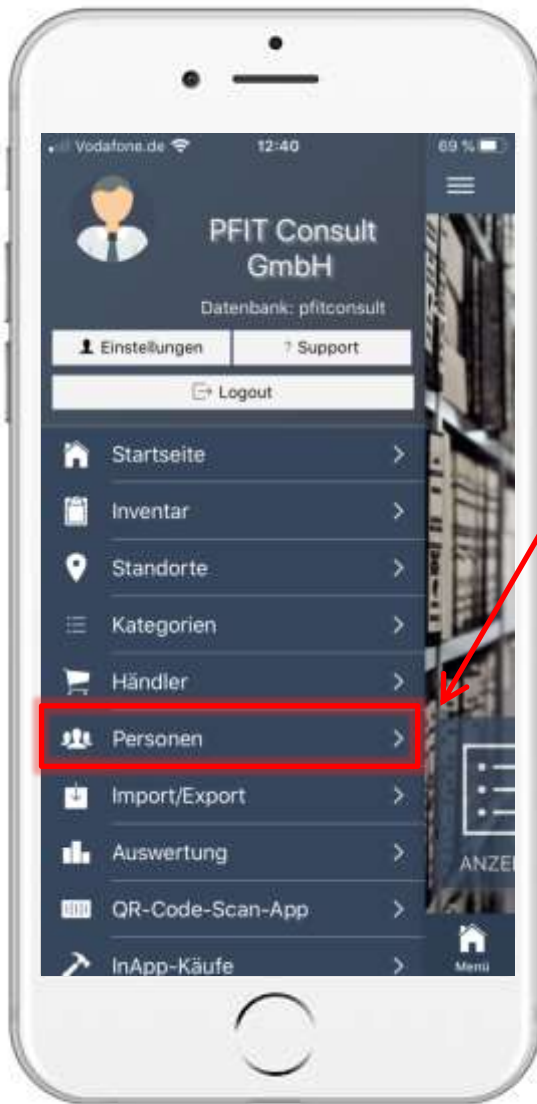 Vodafone.de
12:40
69 %
PFIT Consult
GmbH
Datenbank: pfitconsult
Einstellungen
? Support
Logout
Startseite
Inventar
Standorte
Kategorien
Händler
Personen
Import/Export
Auswertung
QR-Code-Scan-App
InApp-Käufe
ANZEI
Menü